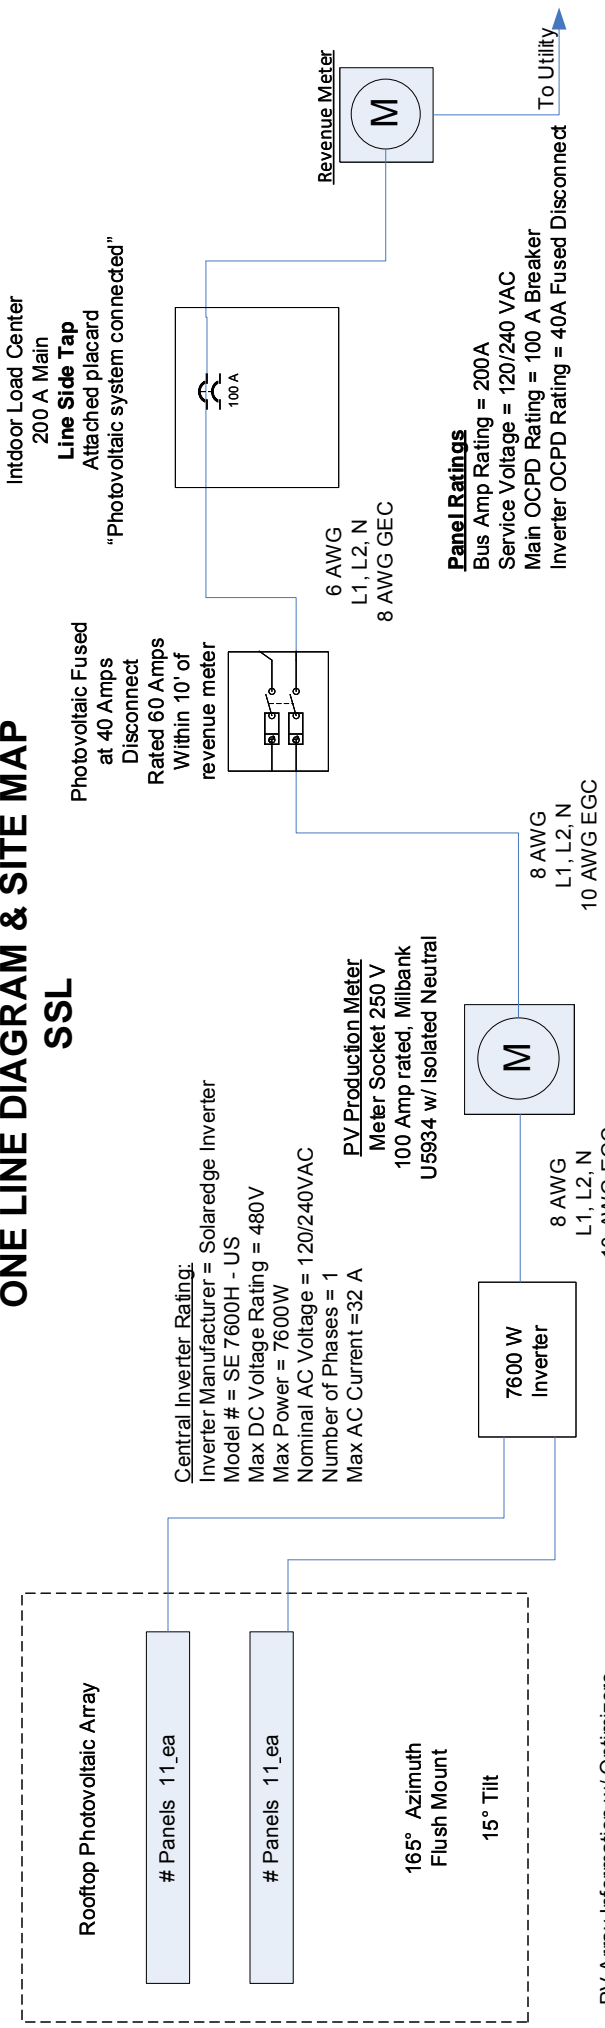 ONE LINE DIAGRAM & SITE MAP
SSL
Rooftop Photovoltaic Array
# Panels 11_ea
# Panels 11_ea
165° Azimuth
Flush Mount
15° Tilt
Central Inverter Rating:
Inverter Manufacturer = Solaredge Inverter
Model # = SE 7600H - US
Max DC Voltage Rating = 480V
Max Power = 7600W
Nominal AC Voltage = 120/240VAC
Number of Phases = 1
Max AC Current =32 A
7600 W
Inverter
8 AWG
L1, L2, N
PV Production Meter
Meter Socket 250 V
100 Amp rated, Milbank
U5934 w/ Isolated Neutral
M
8 AWG
L1, L2, N
10 AWG EGC
Photovoltaic Fused
at 40 Amps
Disconnect
Rated 60 Amps
Within 10' of
revenue meter
6 AWG
L1, L2, N
8 AWG GEC
Intdoor Load Center
200 A Main
Line Side Tap
Attached placard
“Photovoltaic system connected”
100 A
Revenue Meter
M
To Utility
Panel Ratings
Bus Amp Rating = 200A
Service Voltage = 120/240 VAC
Main OCPD Rating = 100 A Breaker
Inverter OCPD Rating = 40A Fused Disconnect